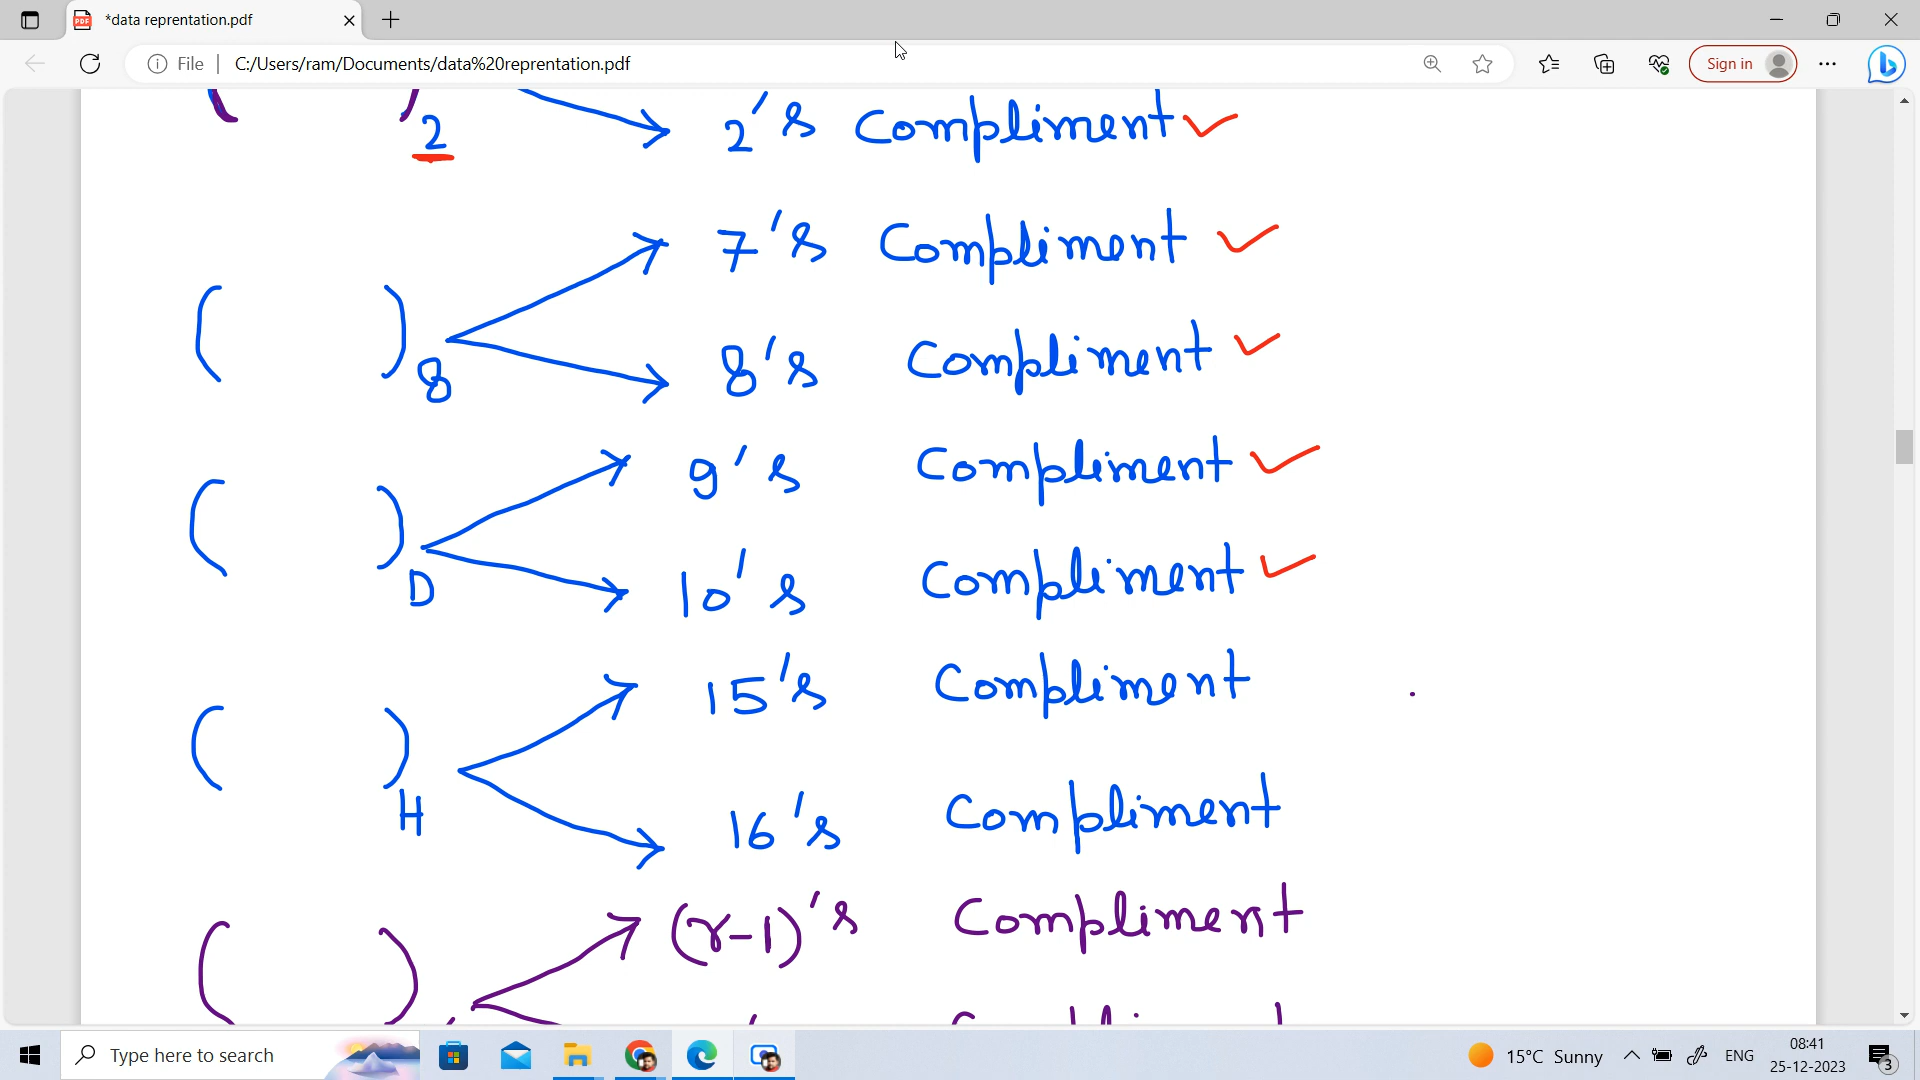 *data reprentation.pdf
File C:/Users/ram/Documents/data%20reprentation.pdf
Sign in
( )2 2's Compliment
7's Compliment
( )8
8's Compliment
9's Compliment
( )D
10's Compliment
15's Compliment
( )H
16's Compliment
(r-1)'s Compliment
( )
Type here to search
15°C Sunny ENG 08:41
25-12-2023 3